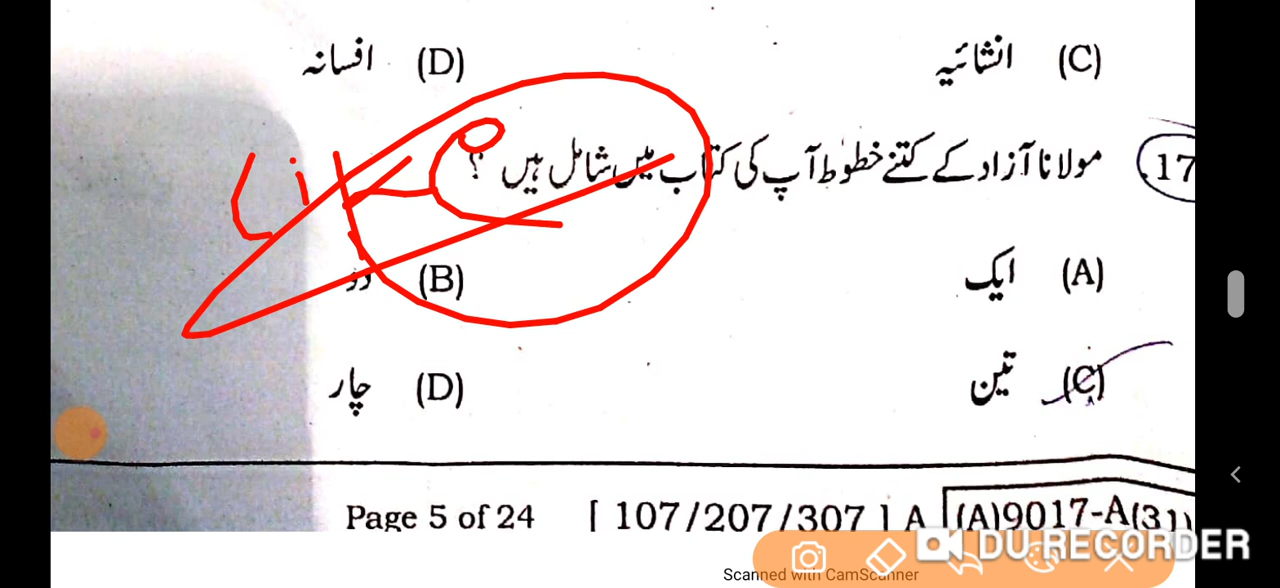 (C) انشائیہ (D) افسانہ
17. مولانا آزاد کے کتنے خطوط آپ کی کتاب میں شامل ہیں ؟
(A) ایک (B) دو
(C) تین (D) چار
Page 5 of 24 [ 107/207/307 ] A (A)9017-A(31)
DU RECORDER
Scanned with CamScanner